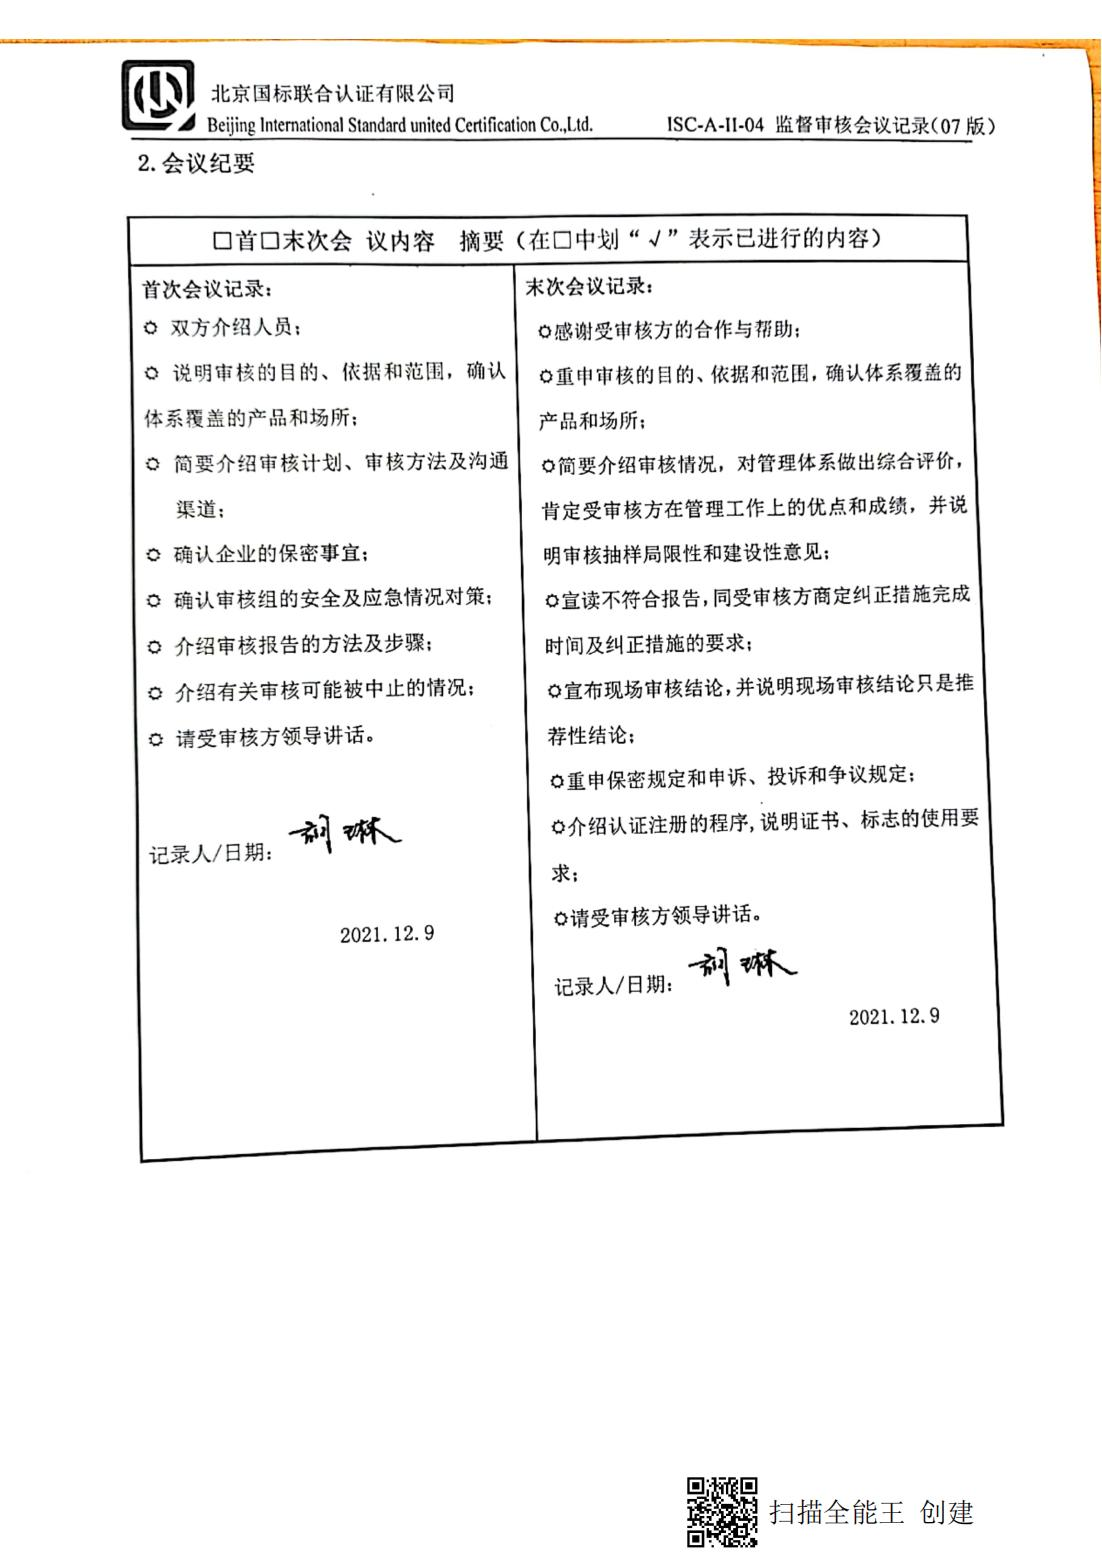 北京国标联合认证有限公司
Beijing International Standard united Certification Co.,Ltd.
ISC-A-II-04 监督审核会议记录(07版)
2.会议纪要
□首□末次会 议内容 摘要(在□中划“√”表示已进行的内容)
首次会议记录:
双方介绍人员;
说明审核的目的、依据和范围,确认
体系覆盖的产品和场所;
简要介绍审核计划、审核方法及沟通
渠道;
确认企业的保密事宜;
确认审核组的安全及应急情况对策;
介绍审核报告的方法及步骤;
介绍有关审核可能被中止的情况;
请受审核方领导讲话。
记录人/日期: 胡琳
2021.12.9
末次会议记录:
感谢受审核方的合作与帮助;
重申审核的目的、依据和范围,确认体系覆盖的
产品和场所;
简要介绍审核情况,对管理体系做出综合评价,
肯定受审核方在管理工作上的优点和成绩,并说
明审核抽样局限性和建设性意见;
宣读不符合报告,同受审核方商定纠正措施完成
时间及纠正措施的要求;
宣布现场审核结论,并说明现场审核结论只是推
荐性结论;
重申保密规定和申诉、投诉和争议规定;
介绍认证注册的程序,说明证书、标志的使用要
求;
请受审核方领导讲话。
记录人/日期: 胡琳
2021.12.9
扫描全能王 创建